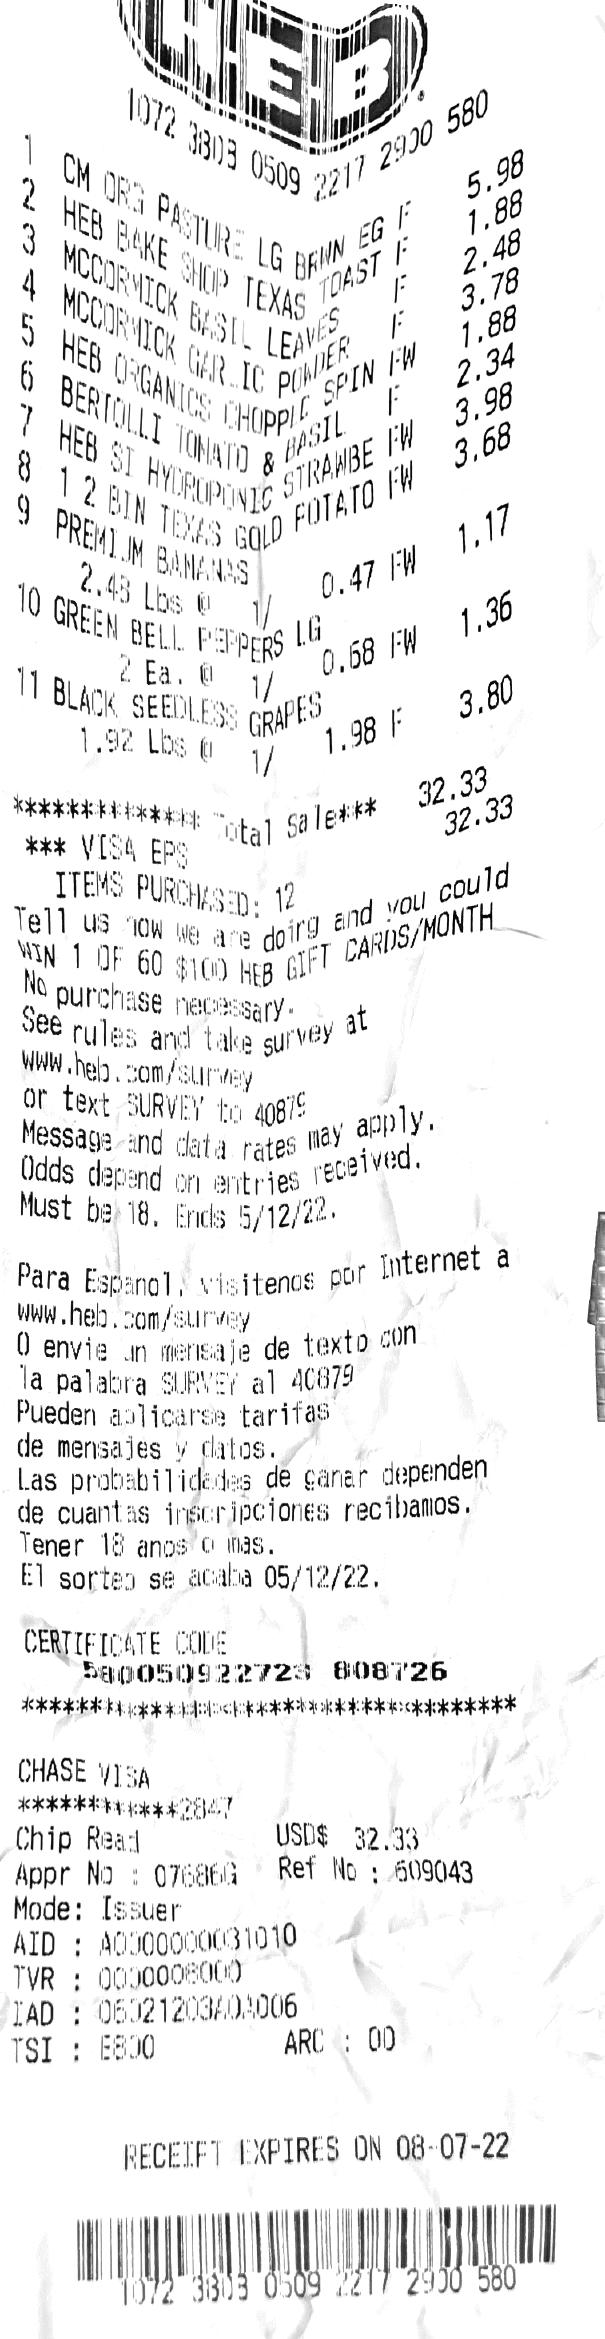 H-E-B
1072 3803 0509 2217 2900 580
1 CM ORG PASTURE LG BRWN EG F 5.98
2 HEB BAKE SHOP TEXAS TOAST F 1.88
3 MCCORMICK BASIL LEAVES F 2.48
4 MCCORMICK GARLIC POWDER F 3.78
5 HEB ORGANICS CHOPPLC SPIN FW 1.88
6 BERTOLLI TOMATO & BASIL F 2.34
7 HEB SI HYDROPONIC STRAWBE FW 3.98
8 1 2 BIN TEXAS GOLD POTATO FW 3.68
9 PREMIUM BANANAS
2.48 Lbs @ 1/ 0.47 FW 1.17
10 GREEN BELL PEPPERS LG
2 Ea. @ 1/ 0.68 FW 1.36
11 BLACK SEEDLESS GRAPES
1.92 Lbs @ 1/ 1.98 F 3.80
************** Total Sale*** 32.33
*** VISA EPS 32.33
ITEMS PURCHASED: 12
Tell us how we are doing and you could
WIN 1 OF 60 $100 HEB GIFT CARDS/MONTH
No purchase necessary.
See rules and take survey at
www.heb.com/survey
or text SURVEY to 40879
Message and data rates may apply.
Odds depend on entries received.
Must be 18. Ends 5/12/22.
Para Espanol, visitenos por Internet a
www.heb.com/survey
O envie un mensaje de texto con
la palabra SURVEY al 40879
Pueden aplicarse tarifas
de mensajes y datos.
Las probabilidades de ganar dependen
de cuantas inscripciones recibamos.
Tener 18 anos o mas.
El sorteo se acaba 05/12/22.
CERTIFICATE CODE
580050922723 808726
****************************************
CHASE VISA
************2847
Chip Read USD$ 32.33
Appr No : 07686G Ref No : 609043
Mode: Issuer
AID : A0000000031010
TVR : 0000008000
IAD : 06021203A0A006
TSI : E800 ARC : 00
RECEIPT EXPIRES ON 08-07-22
1072 3803 0509 2217 2900 580